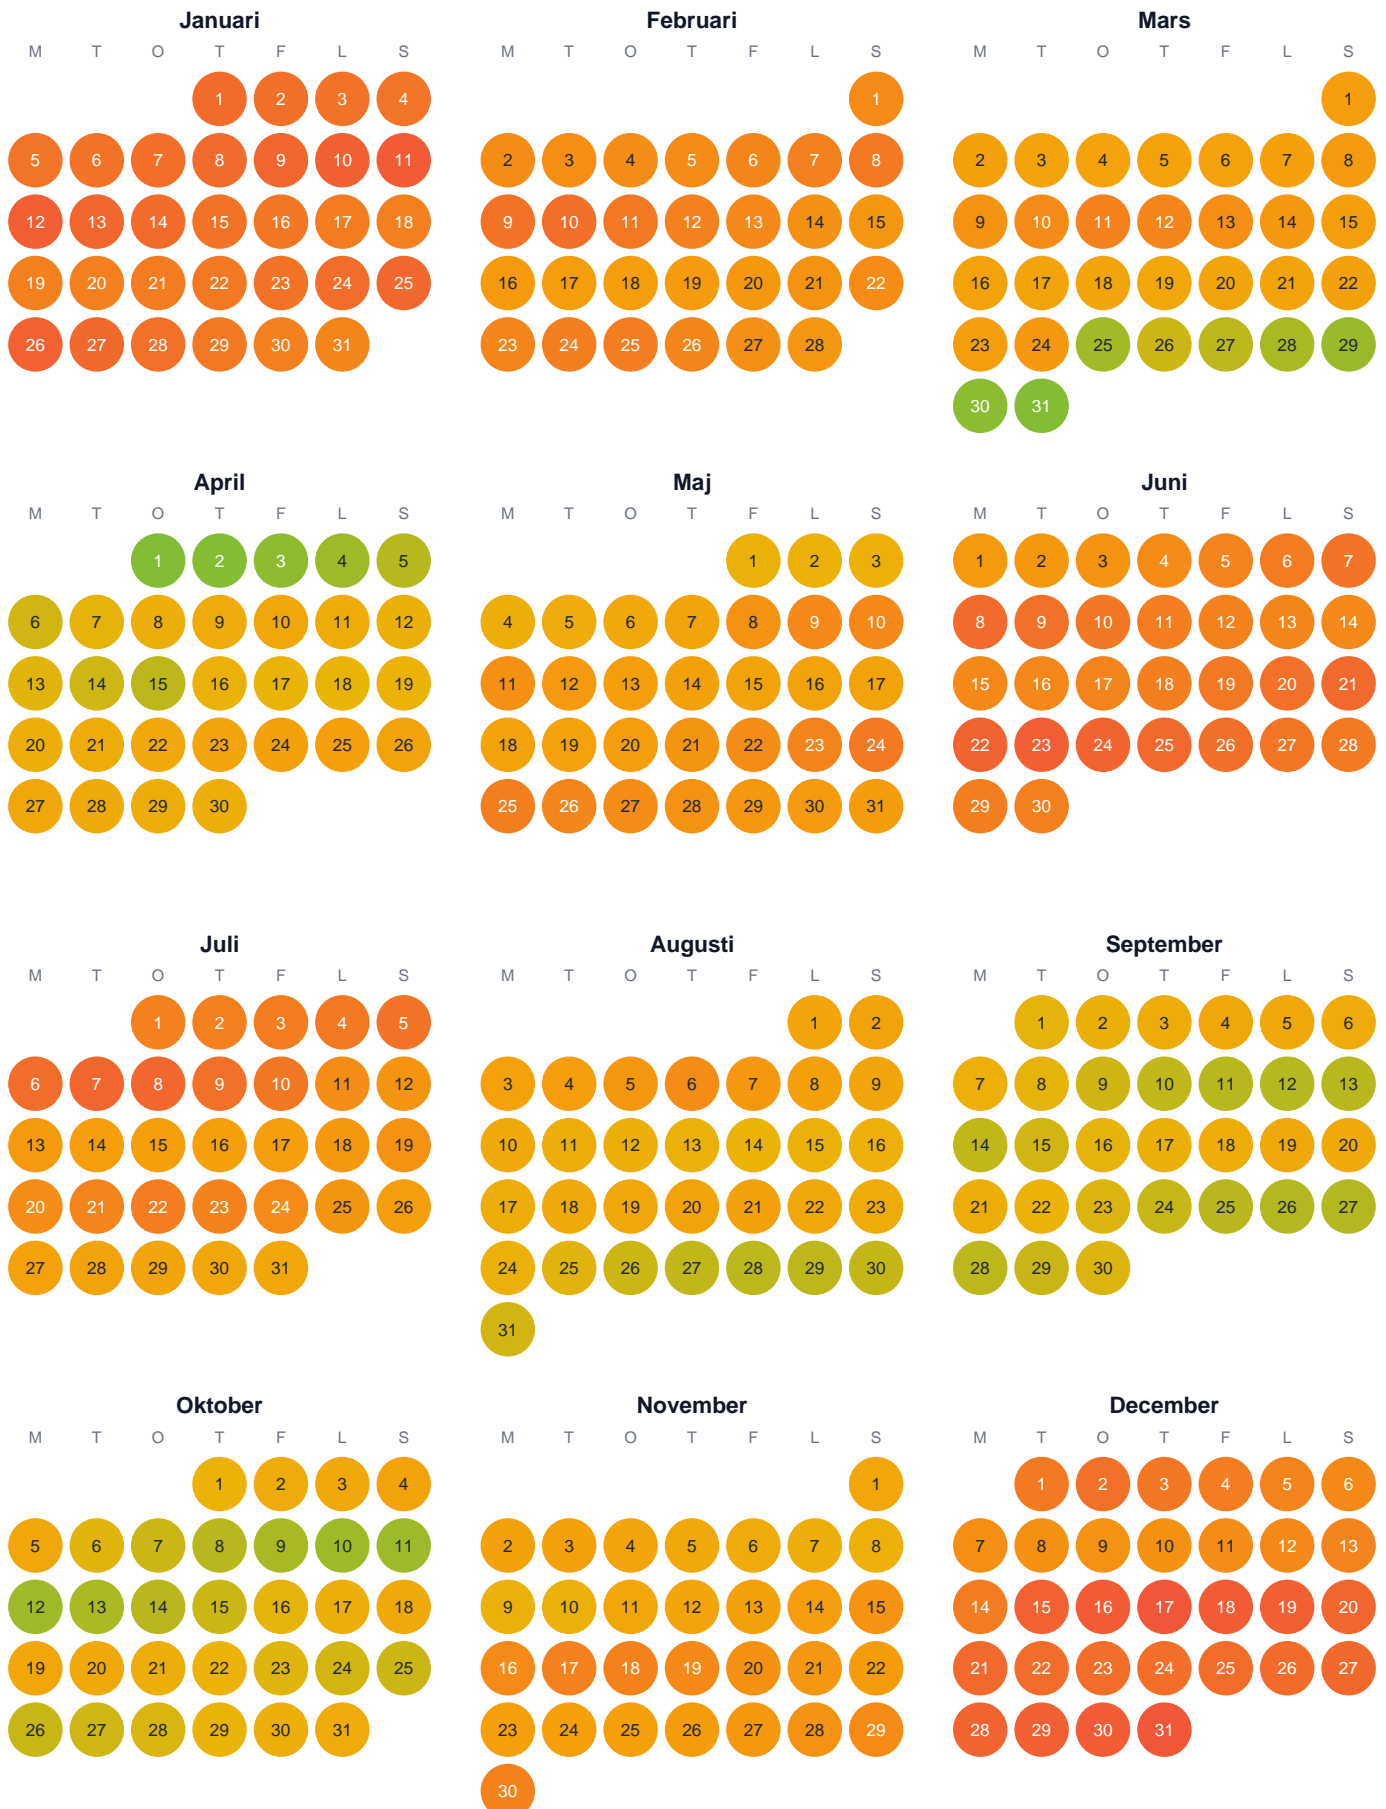 Januari Februari Mars
M T O T F L S M T O T F L S M T O T F L S
1 2 3 4 1 1
5 6 7 8 9 10 11 2 3 4 5 6 7 8 2 3 4 5 6 7 8
12 13 14 15 16 17 18 9 10 11 12 13 14 15 9 10 11 12 13 14 15
19 20 21 22 23 24 25 16 17 18 19 20 21 22 16 17 18 19 20 21 22
26 27 28 29 30 31 23 24 25 26 27 28 23 24 25 26 27 28 29
30 31
April Maj Juni
M T O T F L S M T O T F L S M T O T F L S
1 2 3 4 5 1 2 3 1 2 3 4 5 6 7
6 7 8 9 10 11 12 4 5 6 7 8 9 10 8 9 10 11 12 13 14
13 14 15 16 17 18 19 11 12 13 14 15 16 17 15 16 17 18 19 20 21
20 21 22 23 24 25 26 18 19 20 21 22 23 24 22 23 24 25 26 27 28
27 28 29 30 25 26 27 28 29 30 31 29 30
Juli Augusti September
M T O T F L S M T O T F L S M T O T F L S
1 2 3 4 5 1 2 1 2 3 4 5 6
6 7 8 9 10 11 12 3 4 5 6 7 8 9 7 8 9 10 11 12 13
13 14 15 16 17 18 19 10 11 12 13 14 15 16 14 15 16 17 18 19 20
20 21 22 23 24 25 26 17 18 19 20 21 22 23 21 22 23 24 25 26 27
27 28 29 30 31 24 25 26 27 28 29 30 28 29 30
31
Oktober November December
M T O T F L S M T O T F L S M T O T F L S
1 2 3 4 1 1 2 3 4 5 6
5 6 7 8 9 10 11 2 3 4 5 6 7 8 7 8 9 10 11 12 13
12 13 14 15 16 17 18 9 10 11 12 13 14 15 14 15 16 17 18 19 20
19 20 21 22 23 24 25 16 17 18 19 20 21 22 21 22 23 24 25 26 27
26 27 28 29 30 31 23 24 25 26 27 28 29 28 29 30 31
30